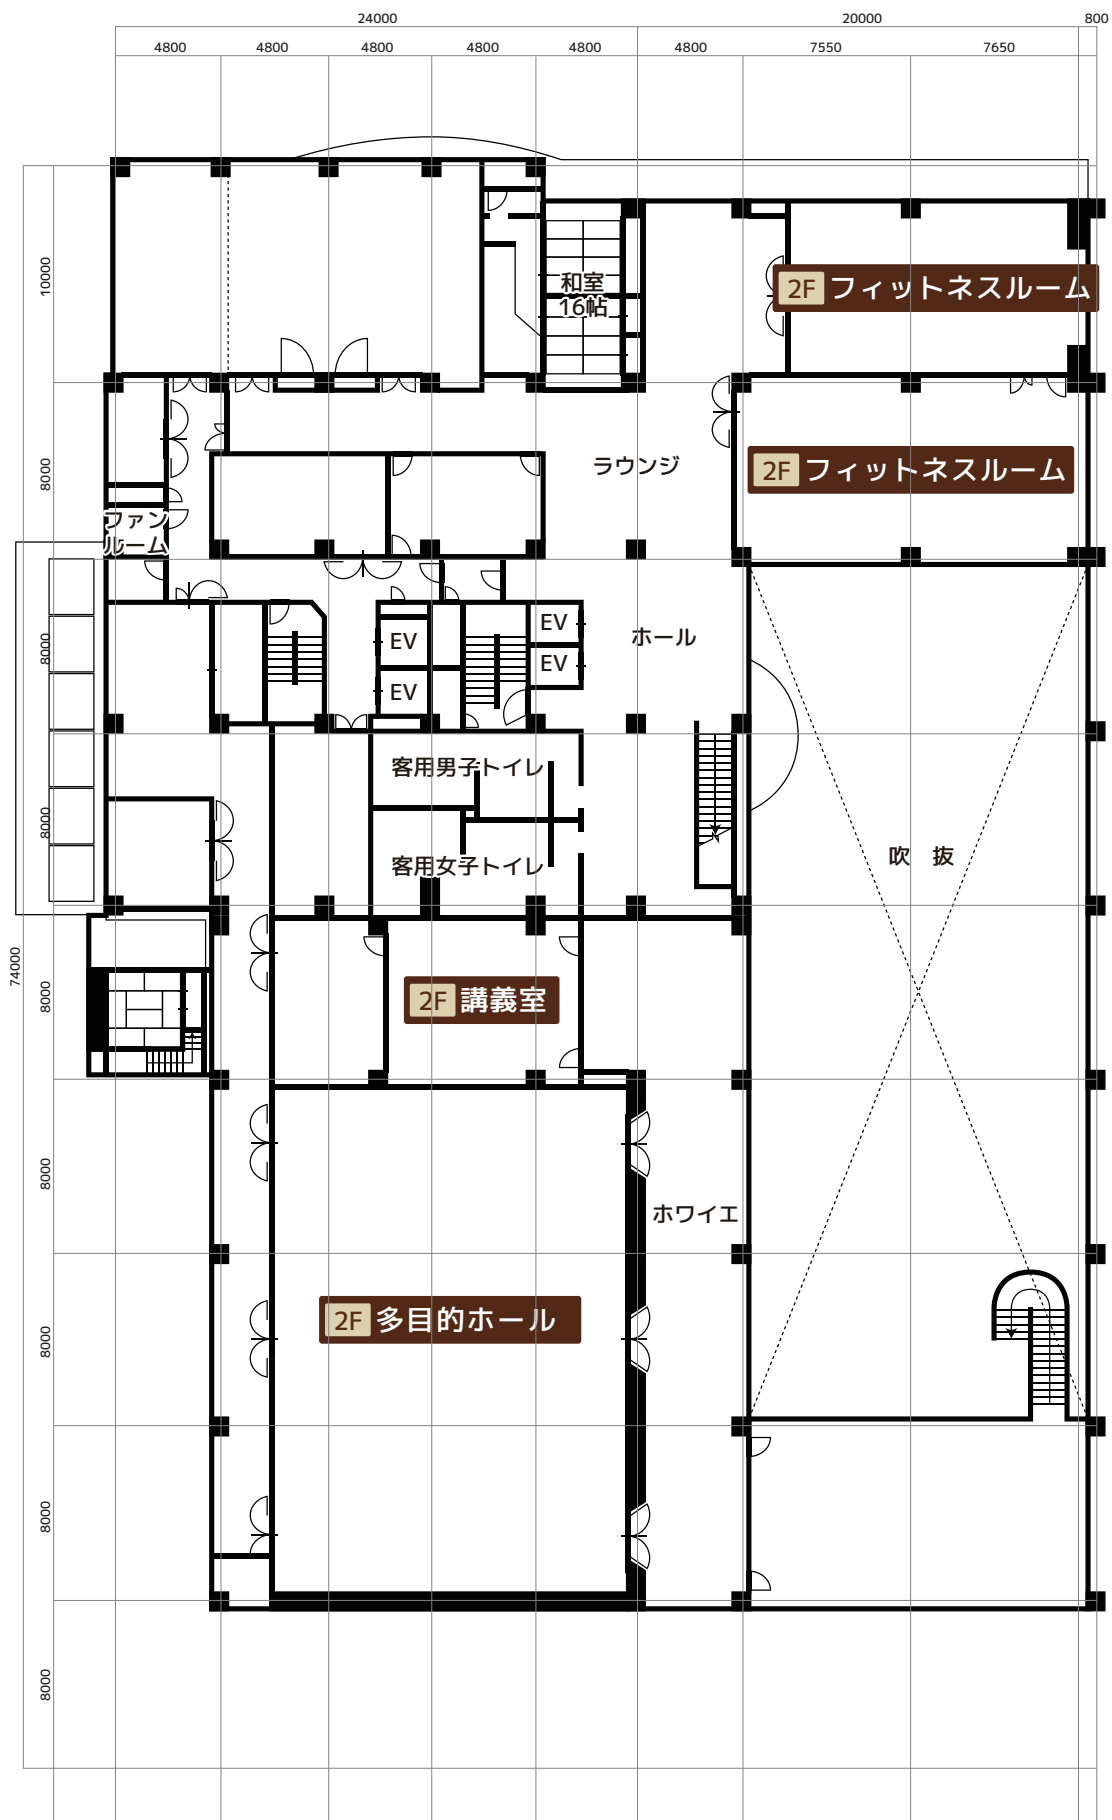 24000
20000
800
4800
4800
4800
4800
4800
4800
7550
7650
10000
和室
16帖
2F フィットネスルーム
8000
ラウンジ
2F フィットネスルーム
ファン
ルーム
8000
EV
EV
ホール
EV
EV
客用男子トイレ
8000
客用女子トイレ
吹 抜
74000
8000
2F 講義室
8000
ホワイエ
8000
2F 多目的ホール
8000
8000